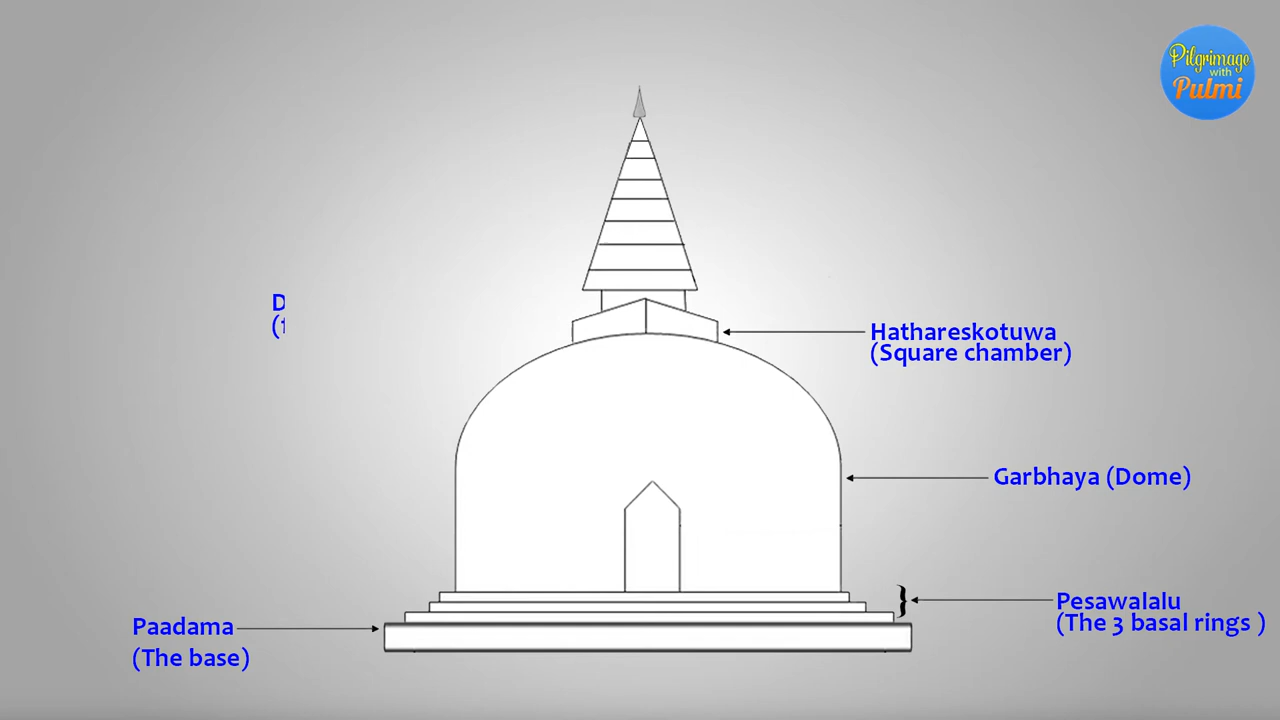 Pilgrimage
with
Pulmi
D
(
Hathareskotuwa
(Square chamber)
Garbhaya (Dome)
Pesawalalu
(The 3 basal rings )
Paadama
(The base)